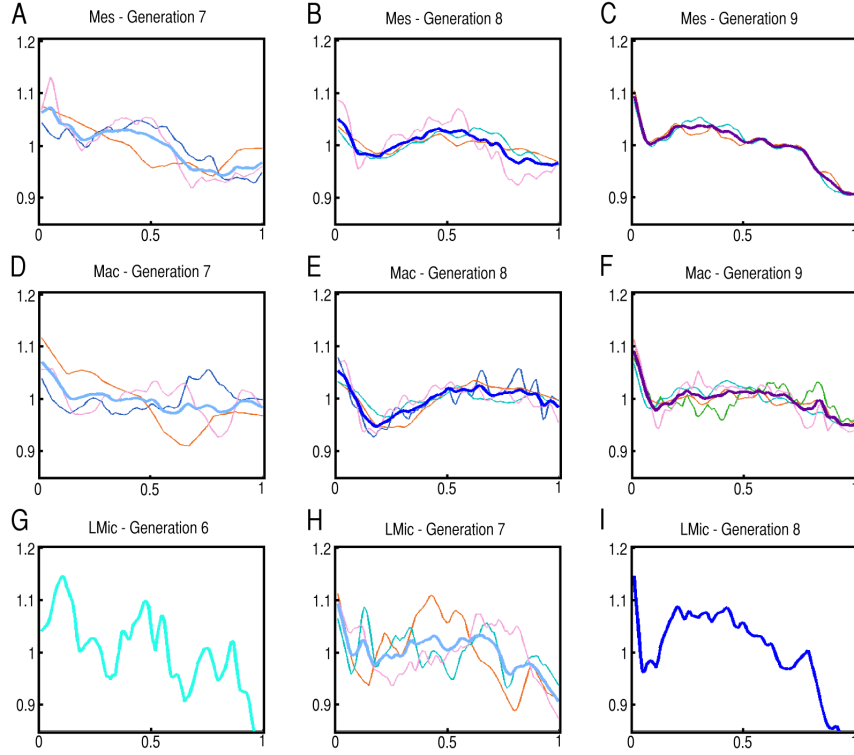 A Mes - Generation 7
B Mes - Generation 8
C Mes - Generation 9
1.2 1.2 1.2
1.1 1.1 1.1
1 1 1
0.9 0.9 0.9
0 0.5 1 0 0.5 1 0 0.5 1
D Mac - Generation 7
E Mac - Generation 8
F Mac - Generation 9
1.2 1.2 1.2
1.1 1.1 1.1
1 1 1
0.9 0.9 0.9
0 0.5 1 0 0.5 1 0 0.5 1
G LMic - Generation 6
H LMic - Generation 7
I LMic - Generation 8
1.2 1.2 1.2
1.1 1.1 1.1
1 1 1
0.9 0.9 0.9
0 0.5 1 0 0.5 1 0 0.5 1